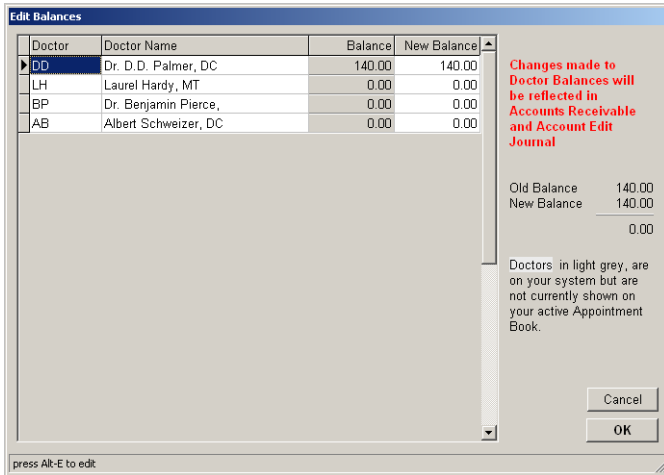 Edit Balances
Doctor Doctor Name Balance New Balance
DD Dr. D.D. Palmer, DC 140.00 140.00
LH Laurel Hardy, MT 0.00 0.00
BP Dr. Benjamin Pierce, 0.00 0.00
AB Albert Schweizer, DC 0.00 0.00
Changes made to
Doctor Balances will
be reflected in
Accounts Receivable
and Account Edit
Journal
Old Balance 140.00
New Balance 140.00
0.00
Doctors in light grey, are
on your system but are
not currently shown on
your active Appointment
Book.
Cancel
OK
press Alt-E to edit